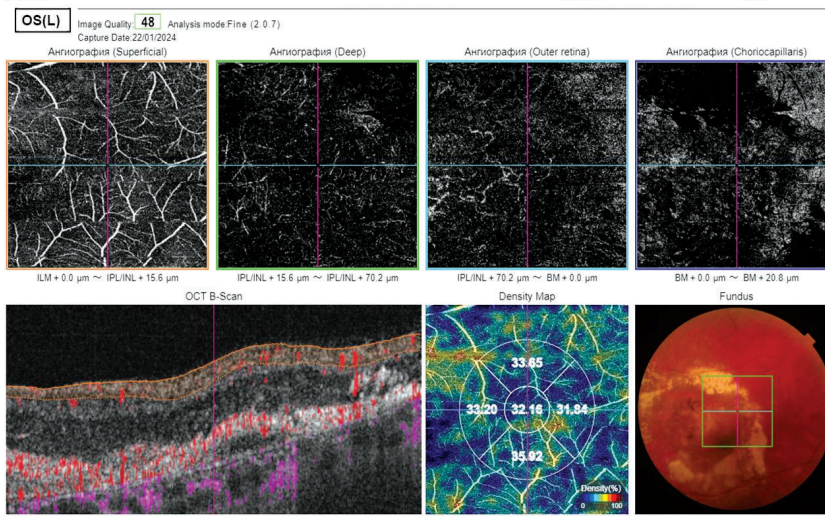 OS(L) Image Quality: 48 Analysis mode:Fine (2.0.7)
Capture Date:22/01/2024
Ангиография (Superficial) Ангиография (Deep) Ангиография (Outer retina) Ангиография (Choriocapillaris)
ILM + 0.0 µm ～ IPL/INL + 15.6 µm IPL/INL + 15.6 µm ～ IPL/INL + 70.2 µm IPL/INL + 70.2 µm ～ BM + 0.0 µm BM + 0.0 µm ～ BM + 20.8 µm
OCT B-Scan Density Map Fundus
33.65
33.20 32.16 31.84
35.92
Density(%)
0 100